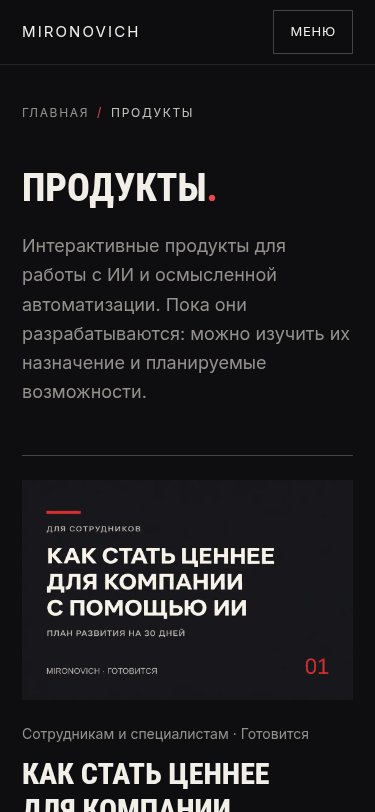 MIRONOVICH
МЕНЮ
ГЛАВНАЯ / ПРОДУКТЫ
ПРОДУКТЫ.
Интерактивные продукты для
работы с ИИ и осмысленной
автоматизации. Пока они
разрабатываются: можно изучить их
назначение и планируемые
возможности.
ДЛЯ СОТРУДНИКОВ
КАК СТАТЬ ЦЕННЕЕ
ДЛЯ КОМПАНИИ
С ПОМОЩЬЮ ИИ
ПЛАН РАЗВИТИЯ НА 30 ДНЕЙ
MIRONOVICH · ГОТОВИТСЯ
01
Сотрудникам и специалистам · Готовится
КАК СТАТЬ ЦЕННЕЕ
ДЛЯ КОМПАНИИ